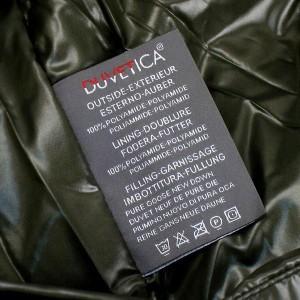 DUVETICA
OUTSIDE-EXTERIEUR
ESTERNO-AUBER
100% POLYAMIDE-POLYAMIDE
POLIAMMIDE-POLYAMID
LINING-DOUBLURE
FODERA-FUTTER
100% POLYAMIDE-POLYAMIDE
POLIAMMIDE-POLYAMID
FILLING-GARNISSAGE
IMBOTTITURA-FULLUNG
PURE GOOSE NEW DOWN
DUVET NEUF DE PURE OIE
PIUMINO NUOVO DI PURA OCA
REINE GANS NEUE DAUNE